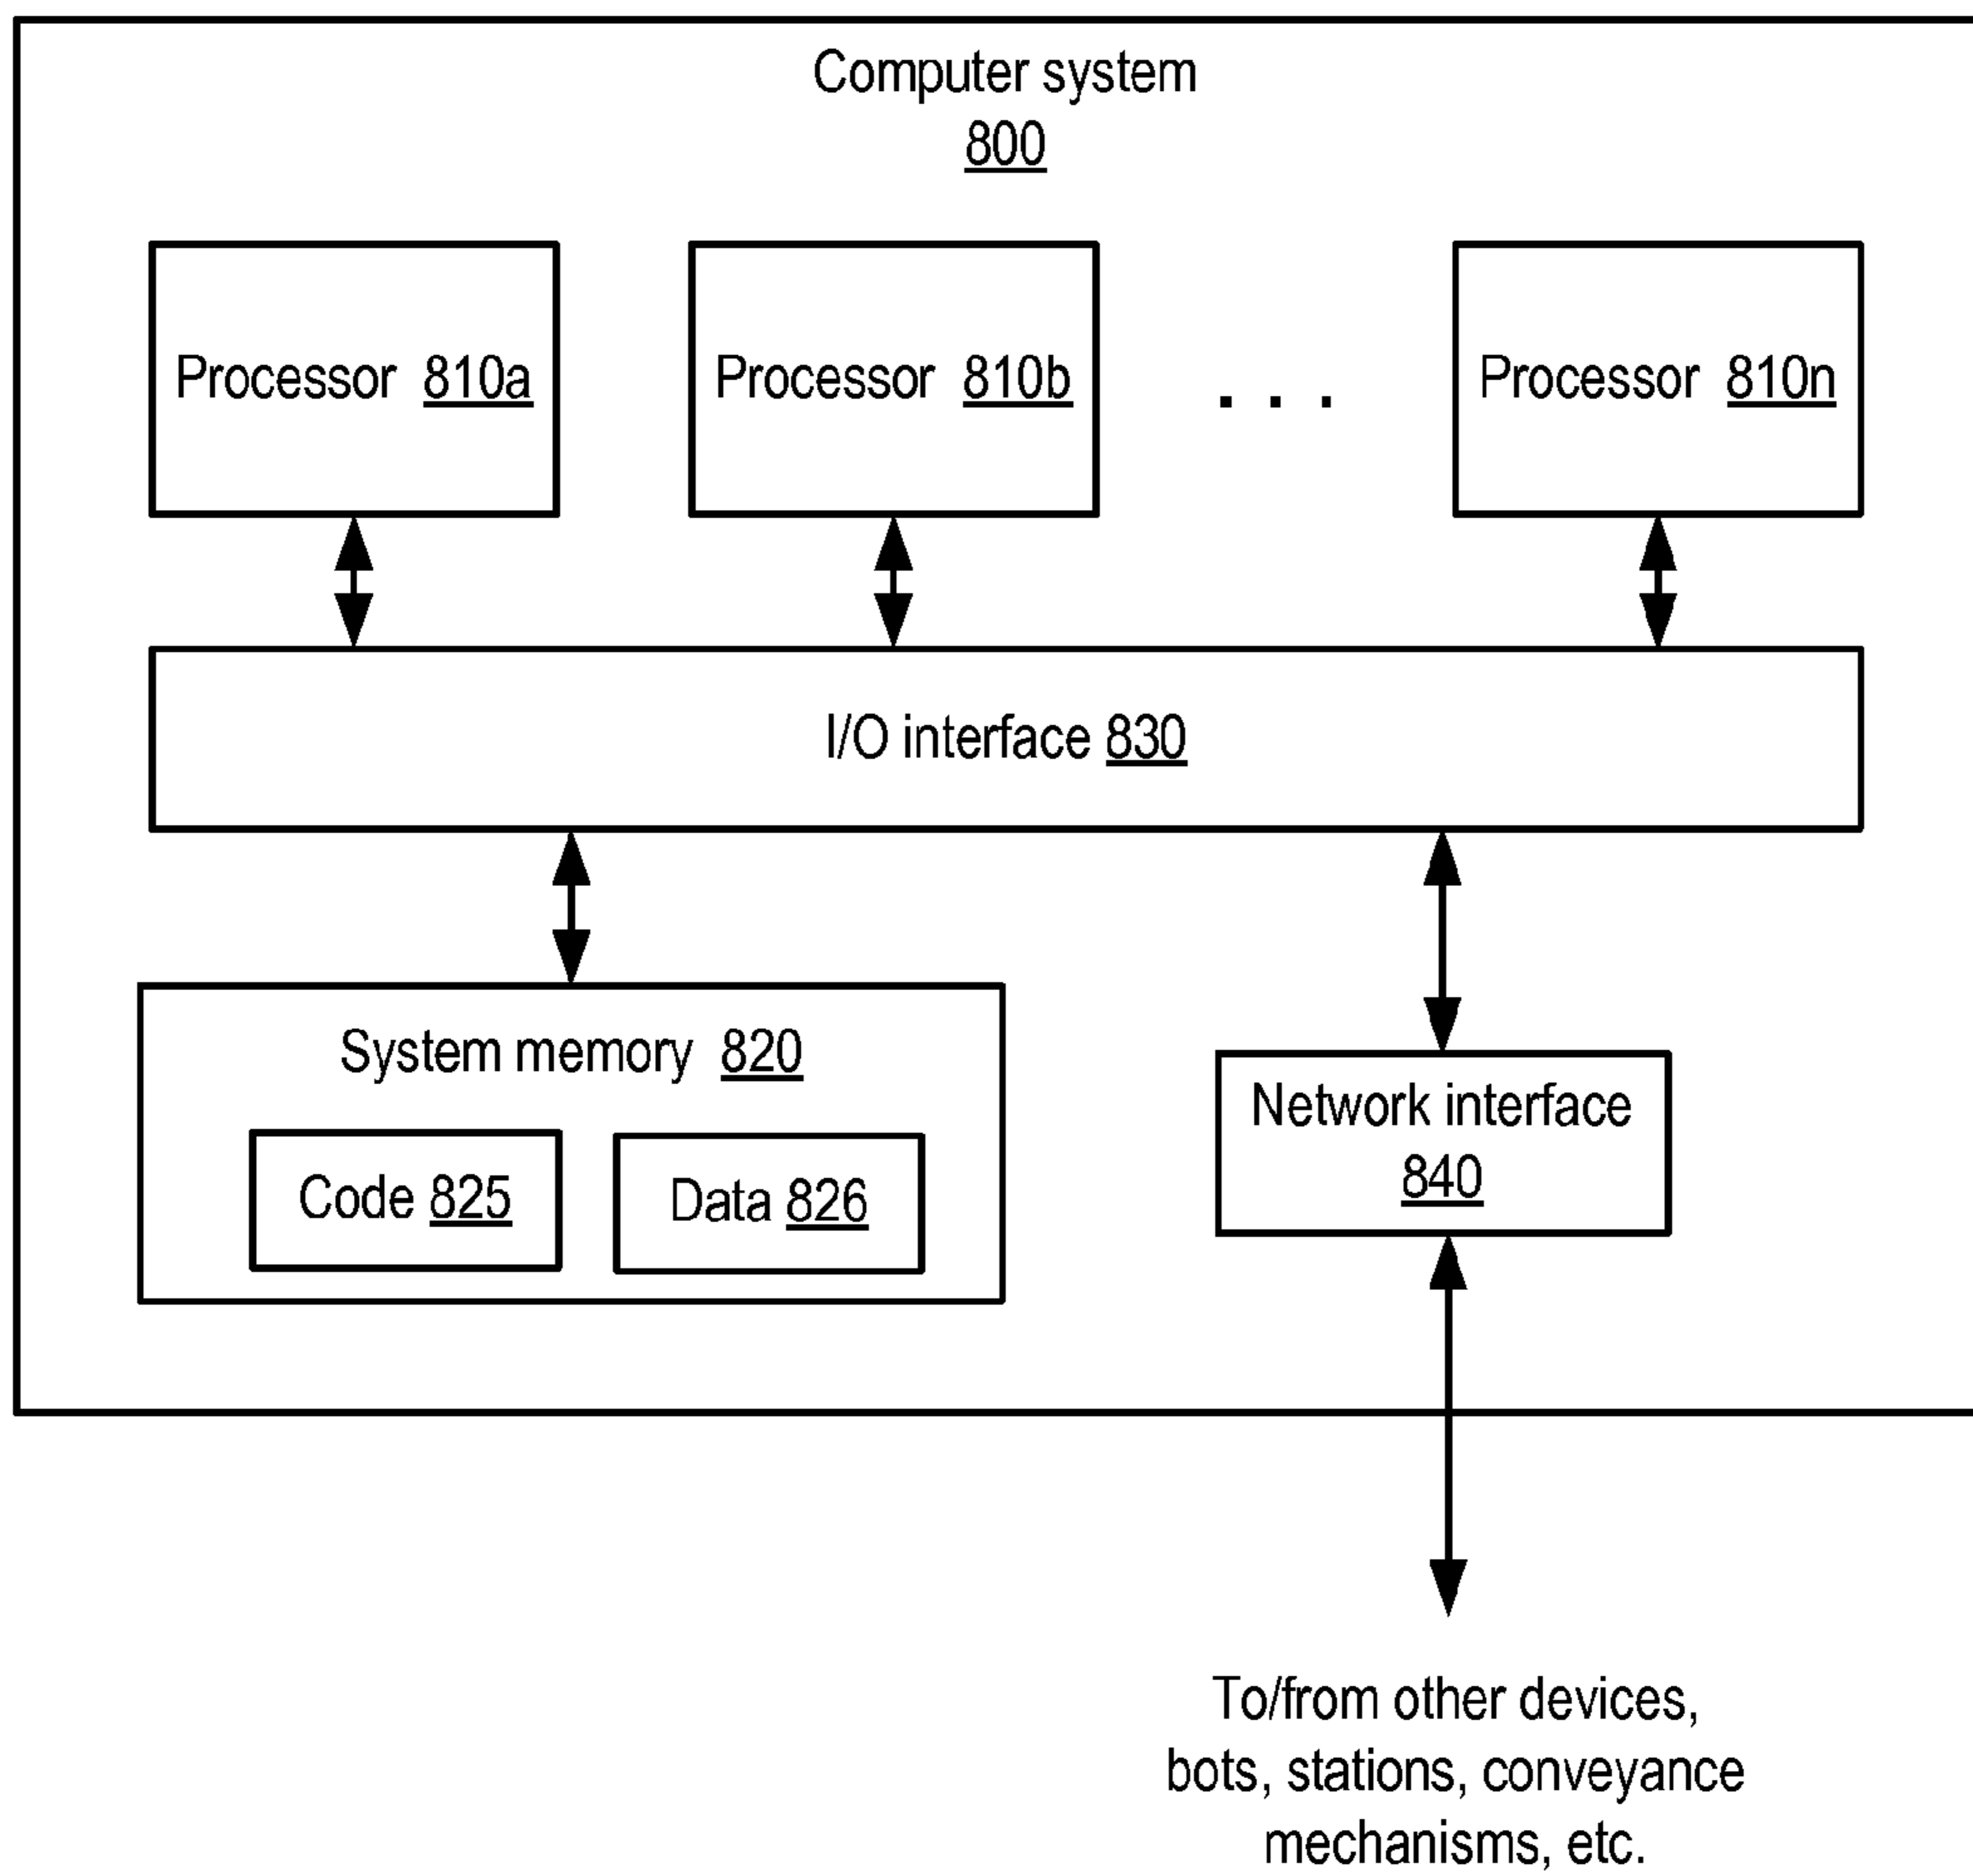 Computer system
800
Processor 810a
Processor 810b
. . .
Processor 810n
I/O interface 830
System memory 820
Code 825
Data 826
Network interface
840
To/from other devices,
bots, stations, conveyance
mechanisms, etc.